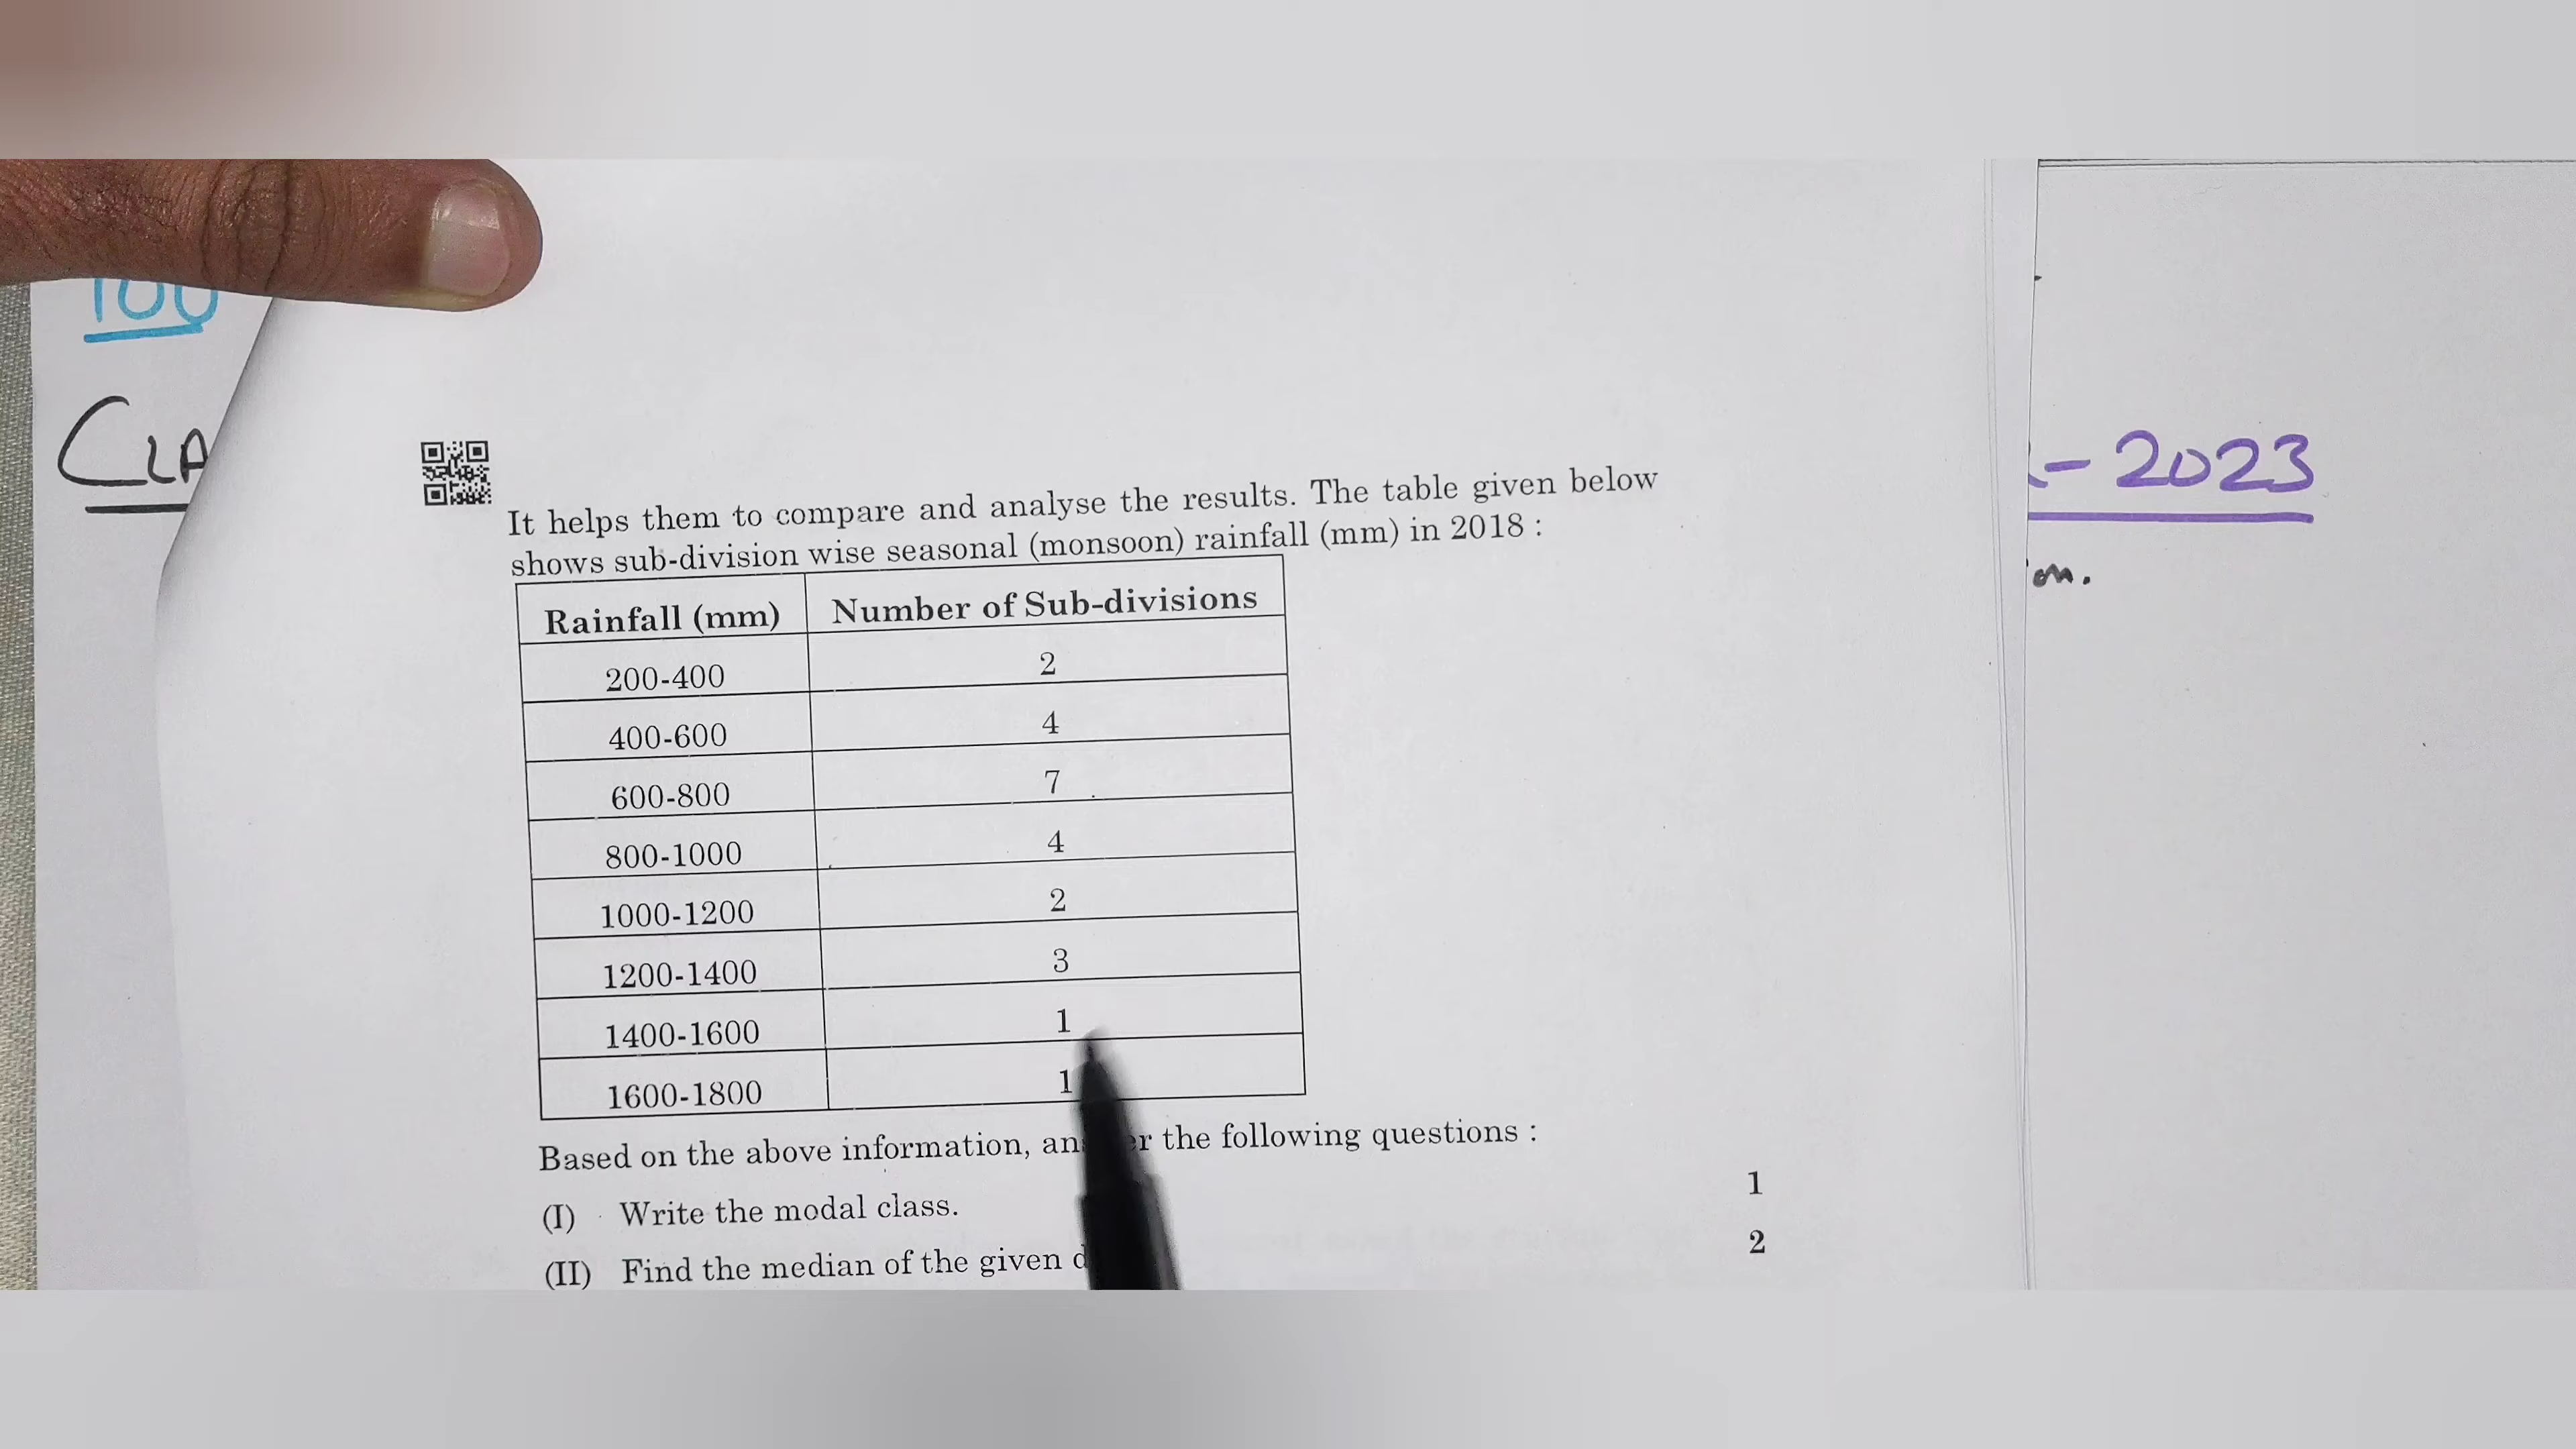 100
CLA
- 2023
on.
It helps them to compare and analyse the results. The table given below
shows sub-division wise seasonal (monsoon) rainfall (mm) in 2018 :
Rainfall (mm) Number of Sub-divisions
200-400 2
400-600 4
600-800 7
800-1000 4
1000-1200 2
1200-1400 3
1400-1600 1
1600-1800 1
Based on the above information, the following questions :
(I) Write the modal class. 1
(II) Find the median of the given 2